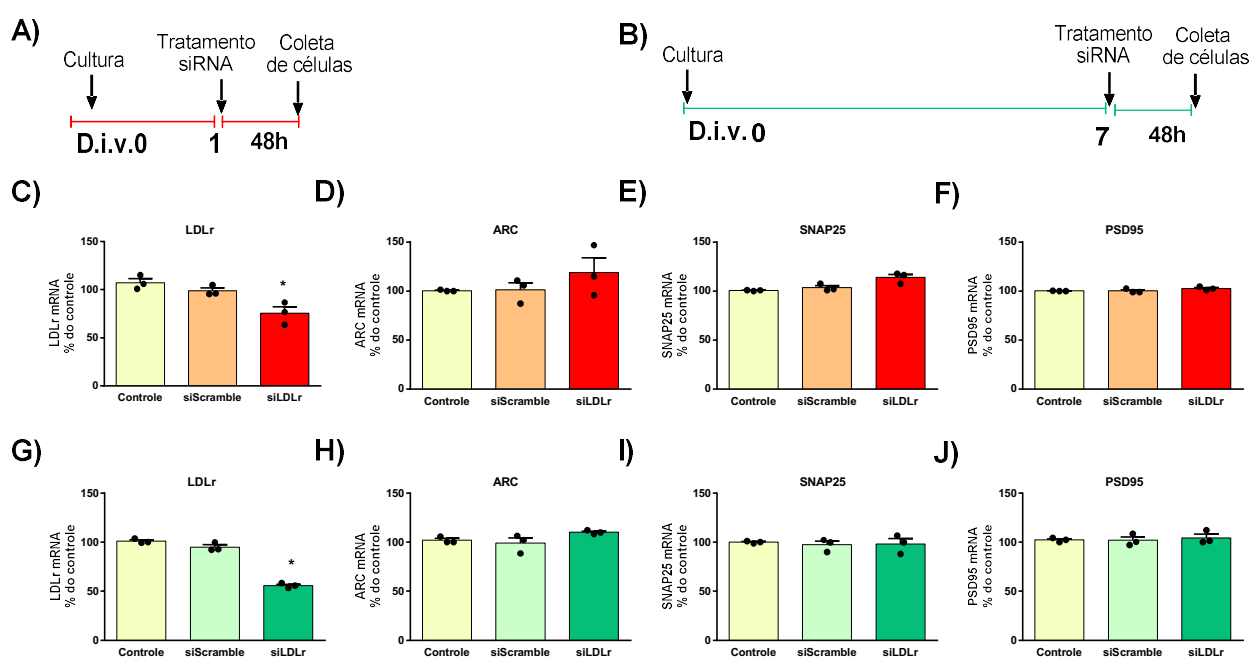 A)
Cultura
Tratamento
siRNA
Coleta
de células
D.i.v.0
1
48h
B)
Cultura
Tratamento
siRNA
Coleta
de células
D.i.v.0
7
48h
C)
LDLr
LDLr mRNA
% do controle
150
100
50
0
*
Controle siScramble siLDLr
D)
ARC
ARC mRNA
% do controle
150
100
50
0
Controle siScramble siLDLr
E)
SNAP25
SNAP25 mRNA
% do controle
150
100
50
0
Controle siScramble siLDLr
F)
PSD95
PSD95 mRNA
% do controle
150
100
50
0
Controle siScramble siLDLr
G)
LDLr
LDLr mRNA
% do controle
150
100
50
0
*
Controle siScramble siLDLr
H)
ARC
ARC mRNA
% do controle
150
100
50
0
Controle siScramble siLDLr
I)
SNAP25
SNAP25 mRNA
% do controle
150
100
50
0
Controle siScramble siLDLr
J)
PSD95
PSD95 mRNA
% do controle
150
100
50
0
Controle siScramble siLDLr